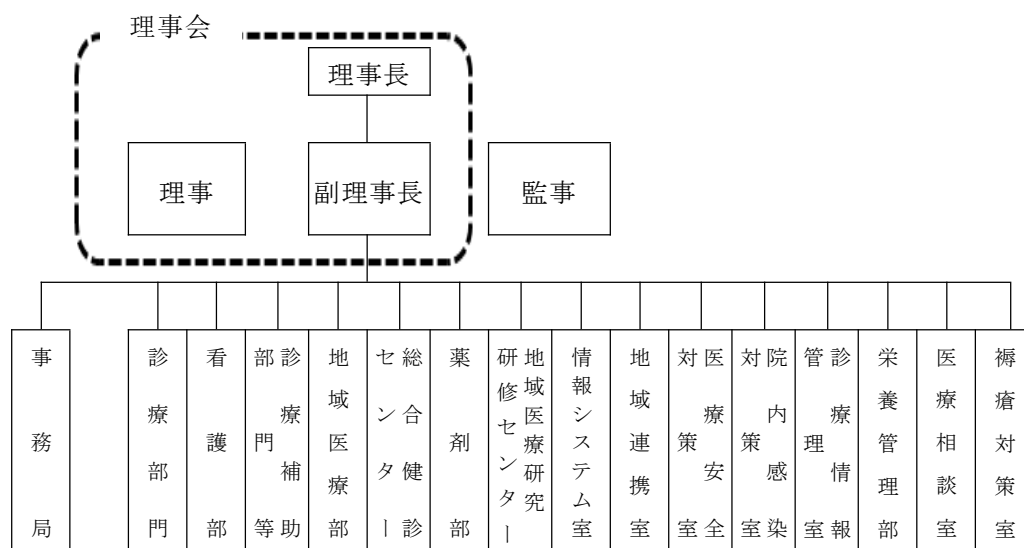 理事会
理事長
理事
副理事長
監事
事務局
診療部門
看護部
診療補助
部門等
地域医療部
総合健診
センター
薬剤部
地域医療研究
研修センター
情報システム室
地域連携室
医療安全
対策室
院内感染
対策室
診療情報
管理室
栄養管理部
医療相談室
褥瘡対策室